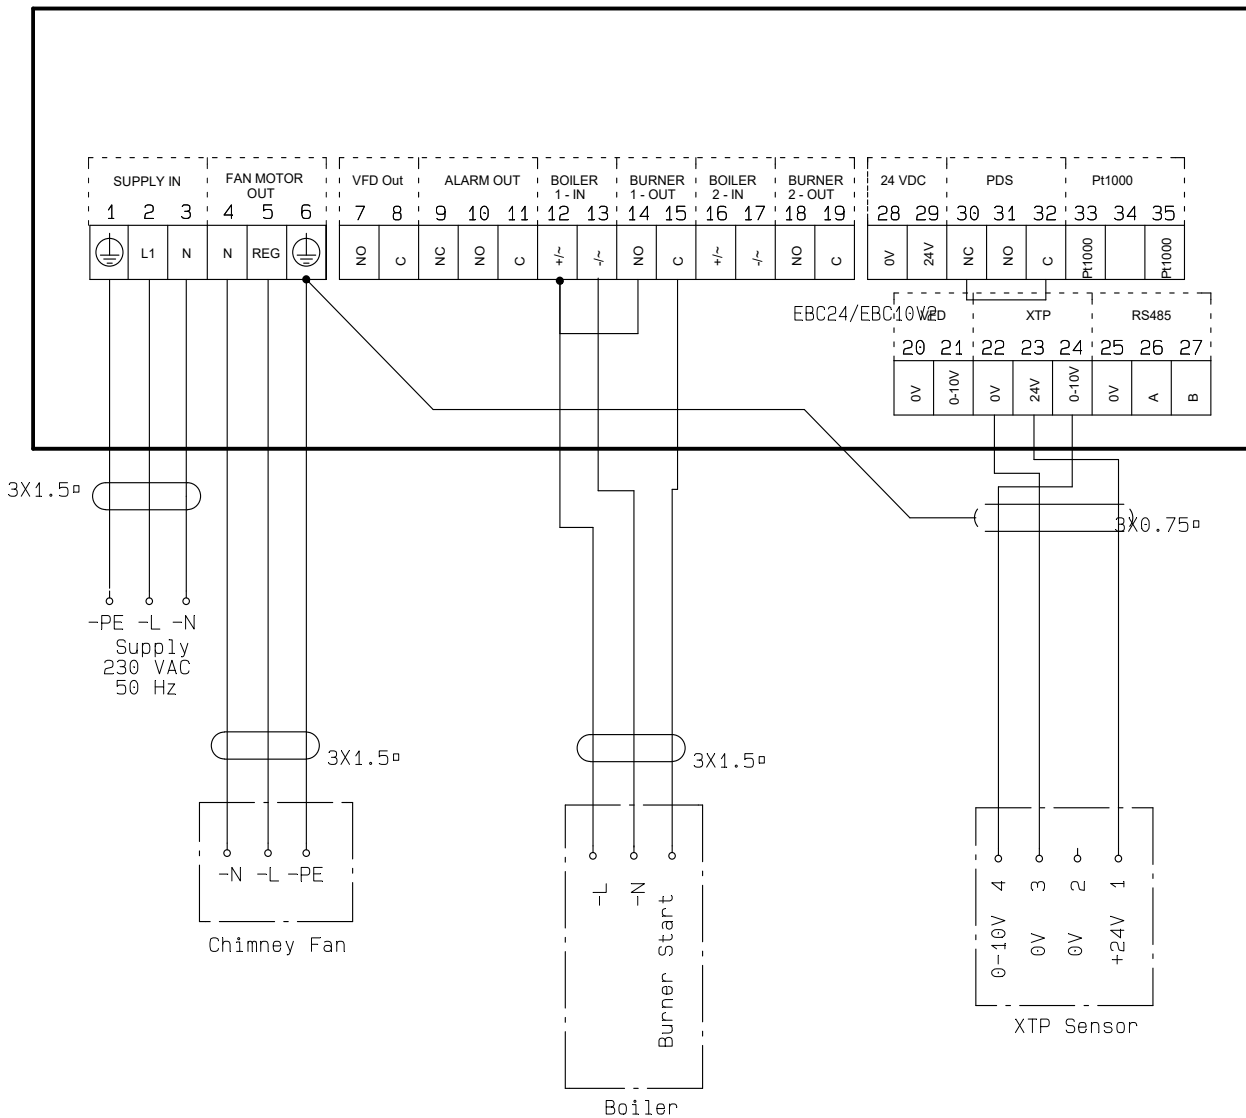 SUPPLY IN FAN MOTOR OUT VFD Out ALARM OUT BOILER 1 - IN BURNER 1 - OUT BOILER 2 - IN BURNER 2 - OUT 24 VDC PDS Pt1000
1 2 3 4 5 6 7 8 9 10 11 12 13 14 15 16 17 18 19 28 29 30 31 32 33 34 35
L1 N N REG NO C NC NO C +/~ -/~ NO C +/~ -/~ NO C 0V 24V NC NO C Pt1000 Pt1000
EBC24/EBC10V2
VFD XTP RS485
20 21 22 23 24 25 26 27
0V 0-10V 0V 24V 0-10V 0V A B
3X1.5▫
3X0.75▫
-PE -L -N
Supply
230 VAC
50 Hz
3X1.5▫
3X1.5▫
-N -L -PE
Chimney Fan
-L -N Burner Start
Boiler
4 3 2 1
0-10V 0V 0V +24V
XTP Sensor